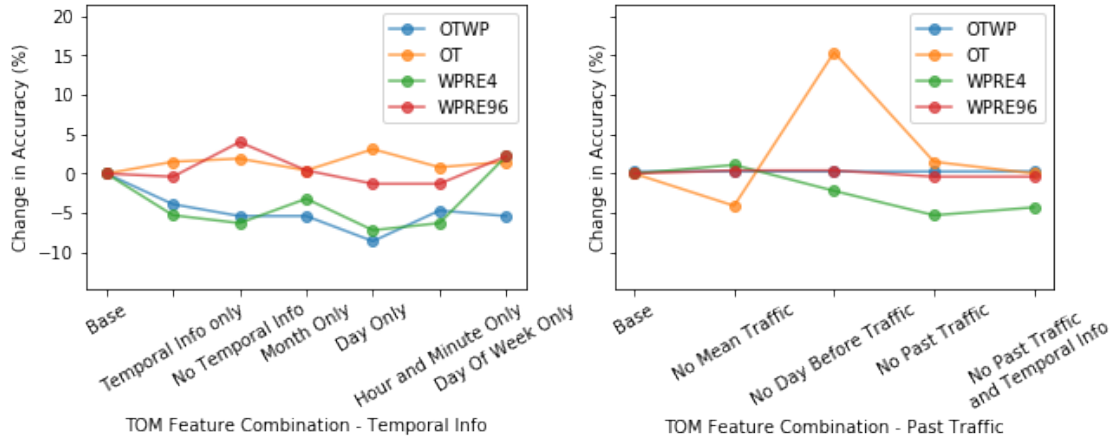 Change in Accuracy (%)
20
15
10
5
0
−5
−10
OTWP
OT
WPRE4
WPRE96
Base
Temporal Info only
No Temporal Info
Month Only
Day Only
Hour and Minute Only
Day Of Week Only
TOM Feature Combination - Temporal Info
Change in Accuracy (%)
OTWP
OT
WPRE4
WPRE96
Base
No Mean Traffic
No Day Before Traffic
No Past Traffic
No Past Traffic
and Temporal Info
TOM Feature Combination - Past Traffic